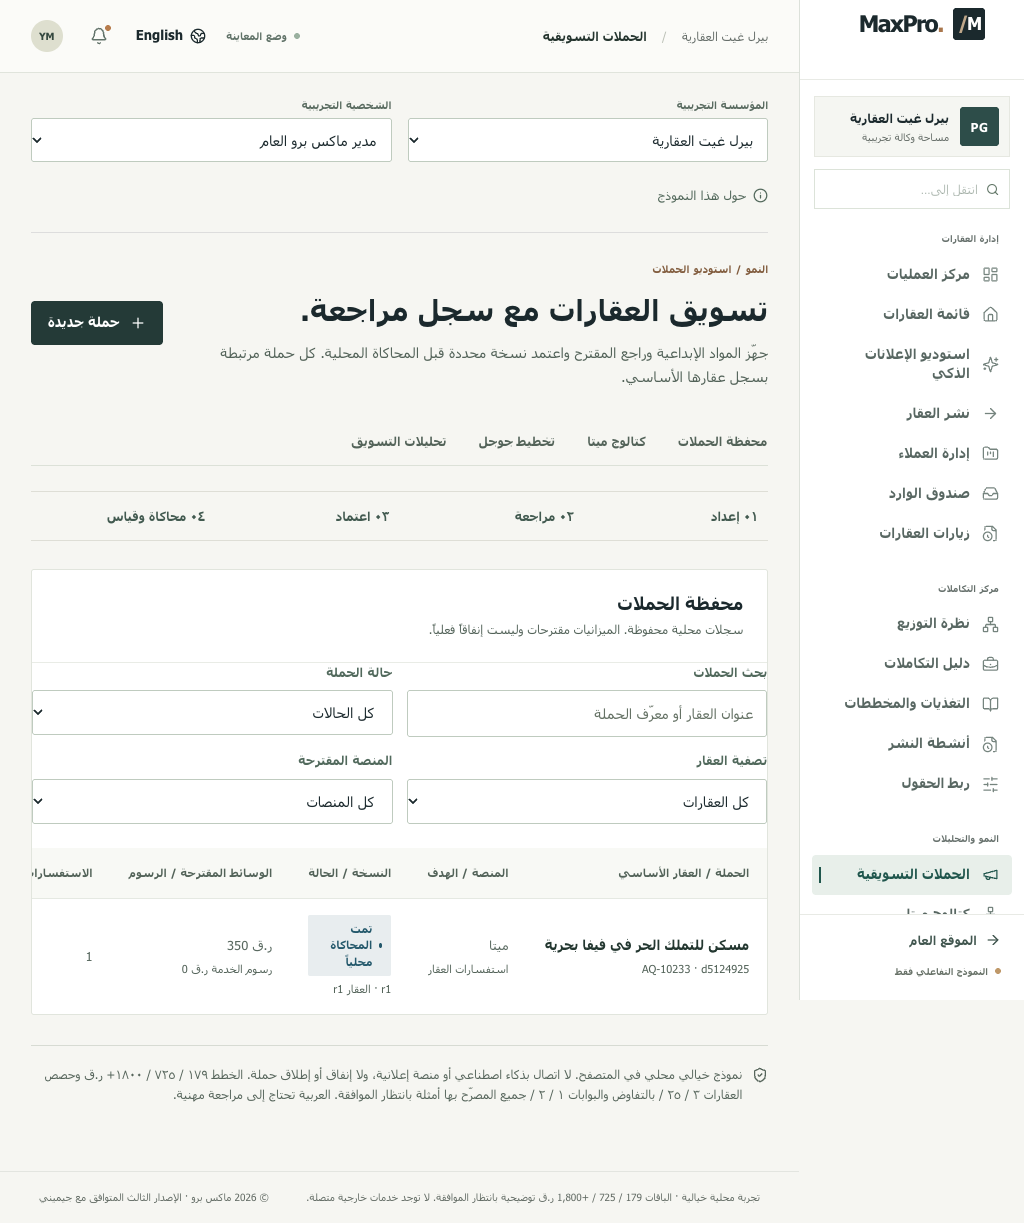 MaxPro. /M
بيرل غيت العقارية
مساحة وكالة تجريبية
PG
انتقل إلى...
إدارة العقارات
مركز العمليات
قائمة العقارات
استوديو الإعلانات
الذكي
نشر العقار
إدارة العملاء
صندوق الوارد
زيارات العقارات
مركز التكاملات
نظرة التوزيع
دليل التكاملات
التغذيات والمخططات
أنشطة النشر
ربط الحقول
النمو والتحليلات
الحملات التسويقية
كتالوج ميتا
الموقع العام
النموذج التفاعلي فقط
بيرل غيت العقارية / الحملات التسويقية
وضع المعاينة
English
YM
المؤسسة التجريبية
بيرل غيت العقارية
الشخصية التجريبية
مدير ماكس برو العام
حول هذا النموذج
النمو / استوديو الحملات
تسويق العقارات مع سجل مراجعة.
حملة جديدة
جهّز المواد الإبداعية وراجع المقترح واعتمد نسخة محددة قبل المحاكاة المحلية. كل حملة مرتبطة
بسجل عقارها الأساسي.
محفظة الحملات
كتالوج ميتا
تخطيط جوجل
تحليلات التسويق
٠١ إعداد
٠٢ مراجعة
٠٣ اعتماد
٠٤ محاكاة وقياس
محفظة الحملات
سجلات محلية محفوظة. الميزانيات مقترحات وليست إنفاقاً فعلياً.
بحث الحملات
عنوان العقار أو معرّف الحملة
حالة الحملة
كل الحالات
تصفية العقار
كل العقارات
المنصة المقترحة
كل المنصات
الحملة / العقار الأساسي
المنصة / الهدف
النسخة / الحالة
الوسائط المقترحة / الرسوم
الاستفسارات
مسكن للتملك الحر في فيفا بحرية
AQ-10233 · d5124925
ميتا
استفسارات العقار
تمت
المحاكاة
محلياً
r1 · العقار r1
ر.ق 350
رسوم الخدمة ر.ق 0
1
نموذج خيالي محلي في المتصفح. لا اتصال بذكاء اصطناعي أو منصة إعلانية، ولا إنفاق أو إطلاق حملة. الخطط ١٧٩ / ٧٢٥ / ١٨٠٠+ ر.ق وحصص
العقارات ٣ / ٢٥ / بالتفاوض والبوابات ١ / ٢ / جميع المصرّح بها أمثلة بانتظار الموافقة. العربية تحتاج إلى مراجعة مهنية.
تجربة محلية خيالية · الباقات 179 / 725 / +1,800 ر.ق توضيحية بانتظار الموافقة. لا توجد خدمات خارجية متصلة.
© 2026 ماكس برو · الإصدار الثالث المتوافق مع جيميني